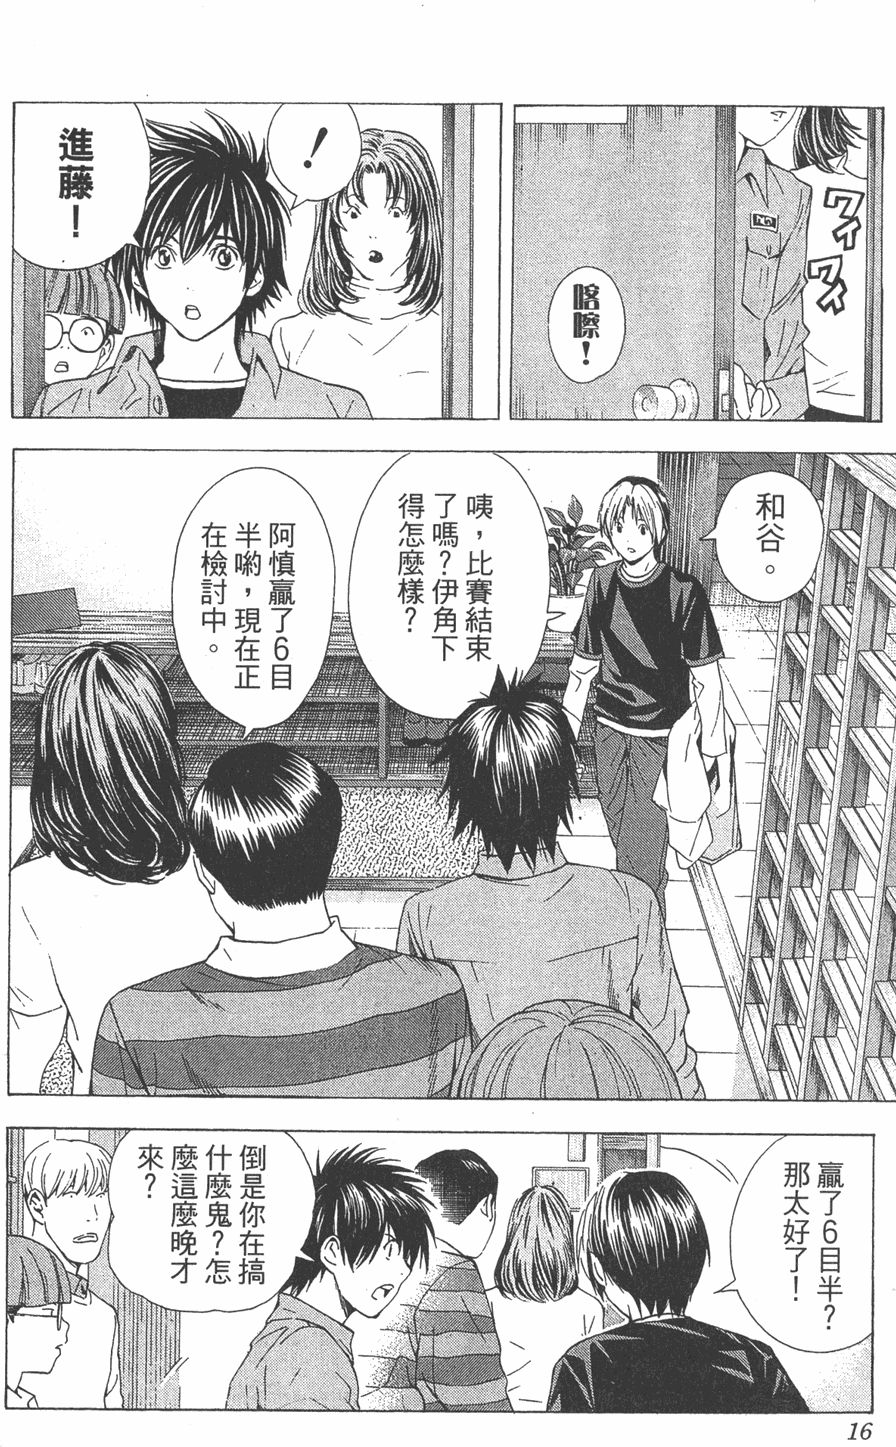 ワイ
ワイ
喀嚓！
！
進藤！
和谷。
咦，比賽結束
了嗎？伊角下
得怎麼樣？
阿慎贏了6目
半喲，現在正
在檢討中。
贏了6目半？
那太好了！
倒是你在搞
什麼鬼？怎
麼這麼晚才
來？
16